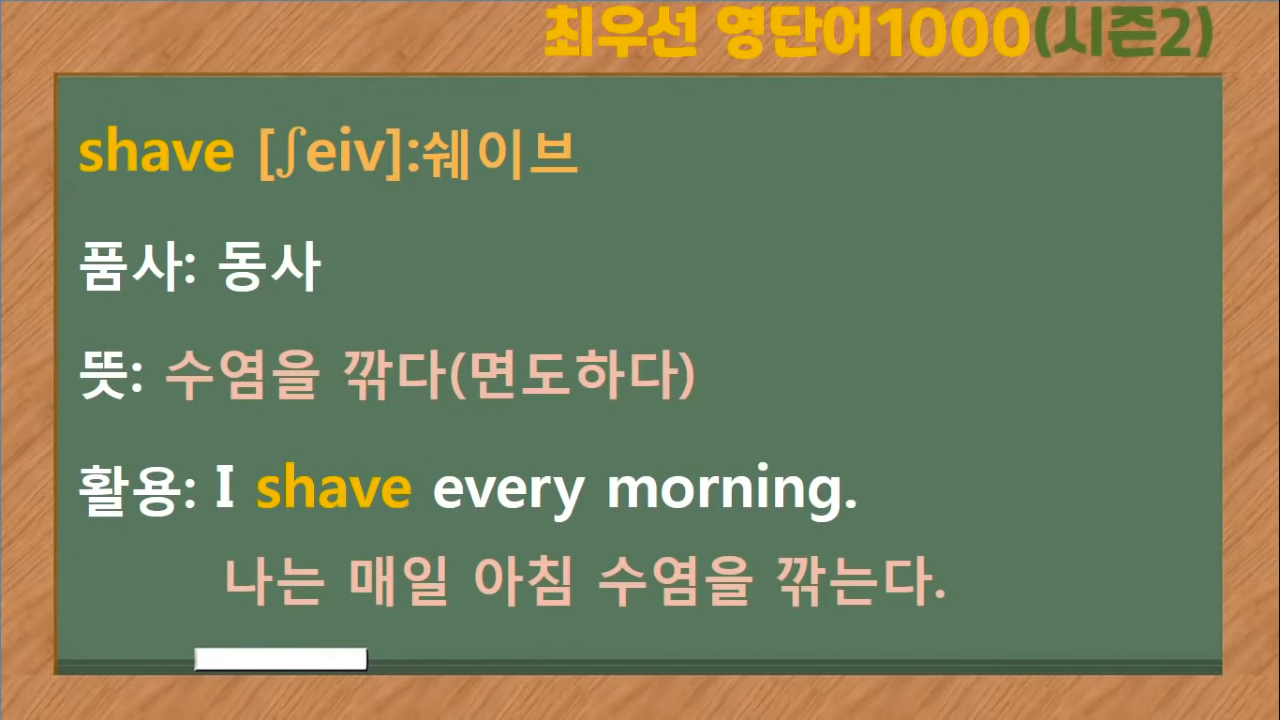 최우선 영단어1000(시즌2)
shave [ʃeiv]:쉐이브
품사: 동사
뜻: 수염을 깎다(면도하다)
활용: I shave every morning.
나는 매일 아침 수염을 깎는다.